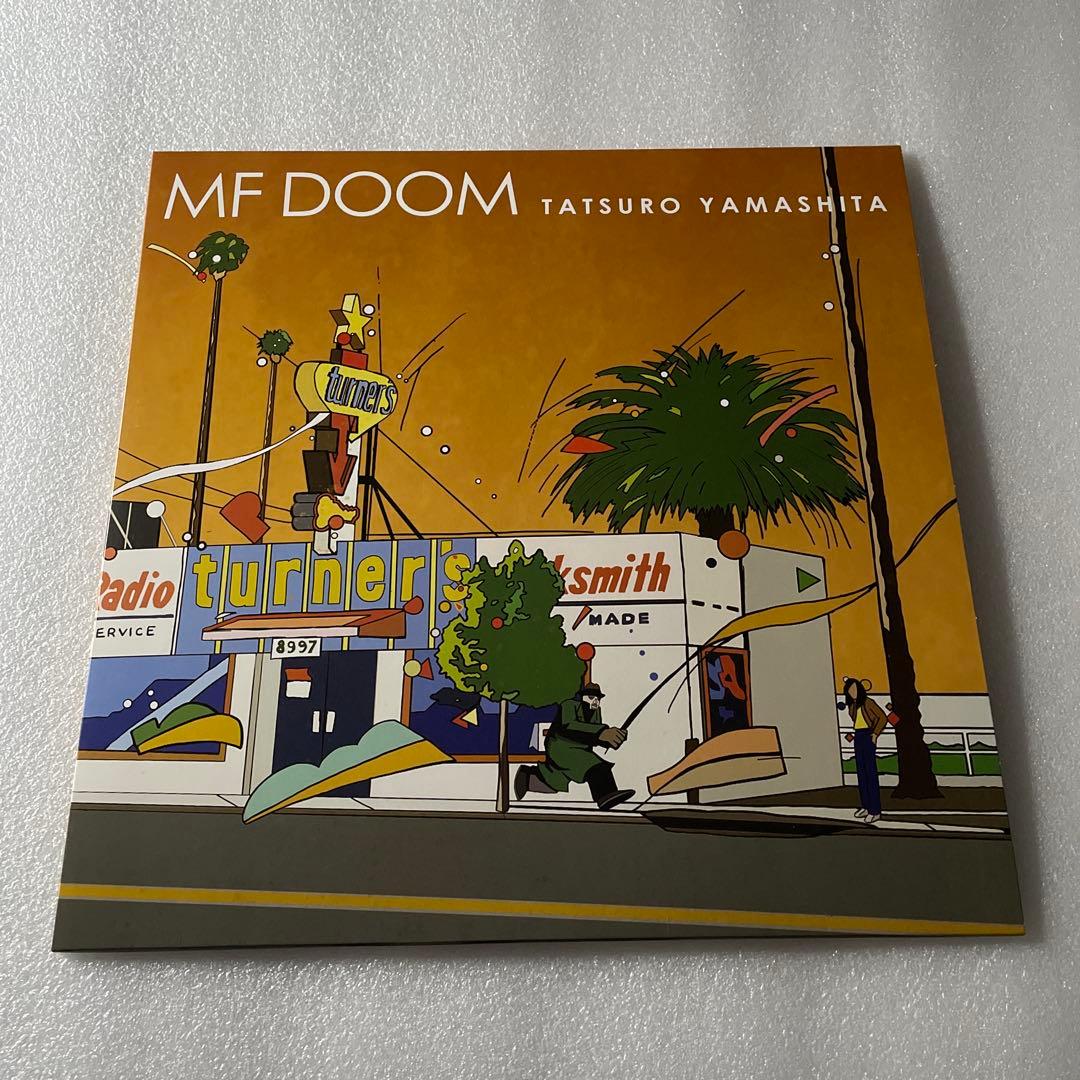 MF DOOM TATSURO YAMASHITA
turners
Radio
ERVICE
turner's
ksmith
MADE
8997